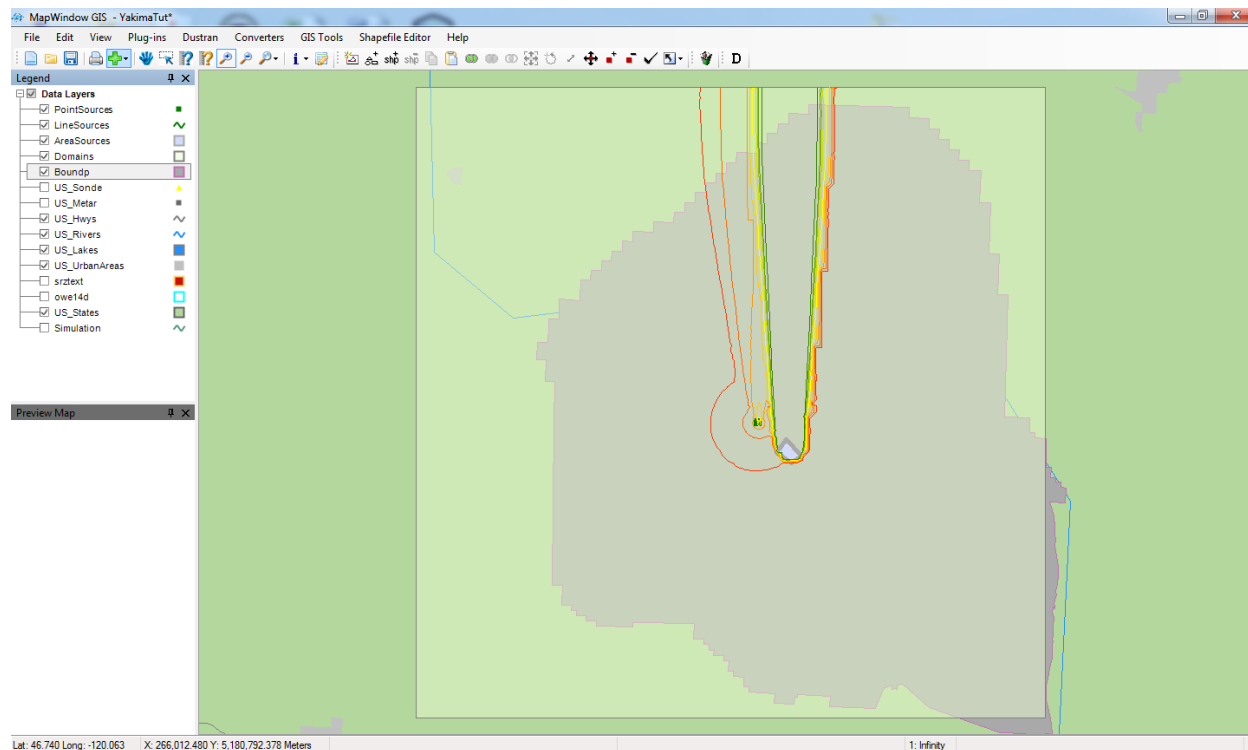 MapWindow GIS - YakimaTut*
File Edit View Plug-ins Dustran Converters GIS Tools Shapefile Editor Help
shp shp D
Legend
Data Layers
PointSources
LineSources
AreaSources
Domains
Boundp
US_Sonde
US_Metar
US_Hwys
US_Rivers
US_Lakes
US_UrbanAreas
srztext
owe14d
US_States
Simulation
Preview Map
Lat: 46.740 Long: -120.063 X: 266,012.480 Y: 5,180,792.378 Meters 1: Infinity